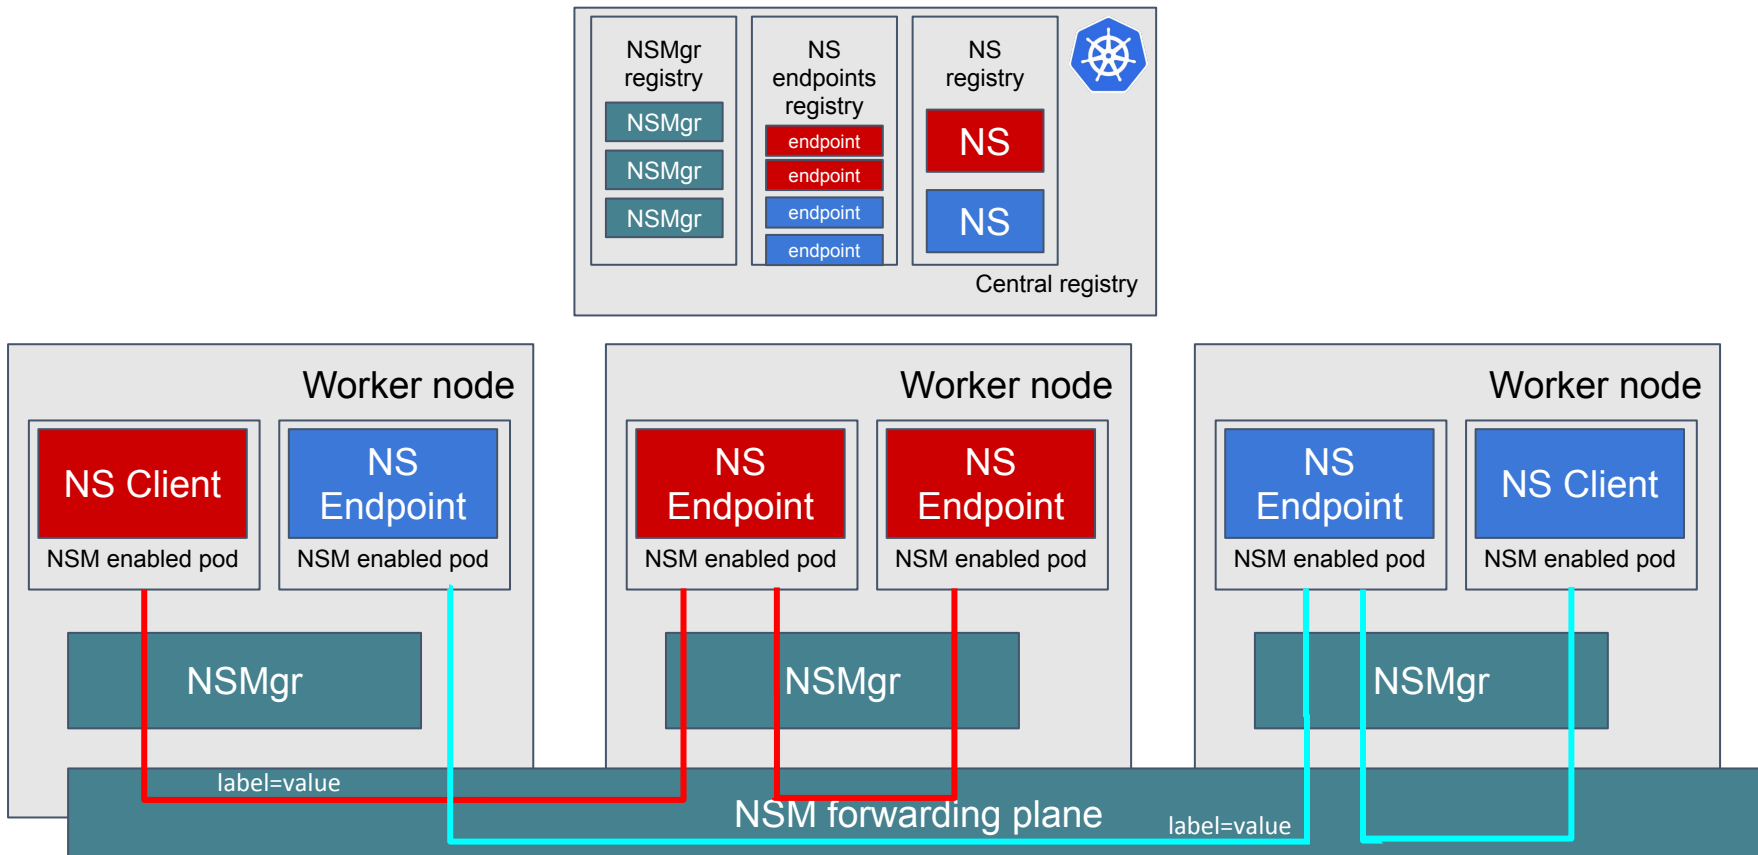 NSMgr
registry
NSMgr
NSMgr
NSMgr
NS
endpoints
registry
endpoint
endpoint
endpoint
endpoint
NS
registry
NS
NS
Central registry
Worker node
NS Client
NSM enabled pod
NS
Endpoint
NSM enabled pod
NSMgr
Worker node
NS
Endpoint
NSM enabled pod
NS
Endpoint
NSM enabled pod
NSMgr
Worker node
NS
Endpoint
NSM enabled pod
NS Client
NSM enabled pod
NSMgr
label=value
NSM forwarding plane
label=value